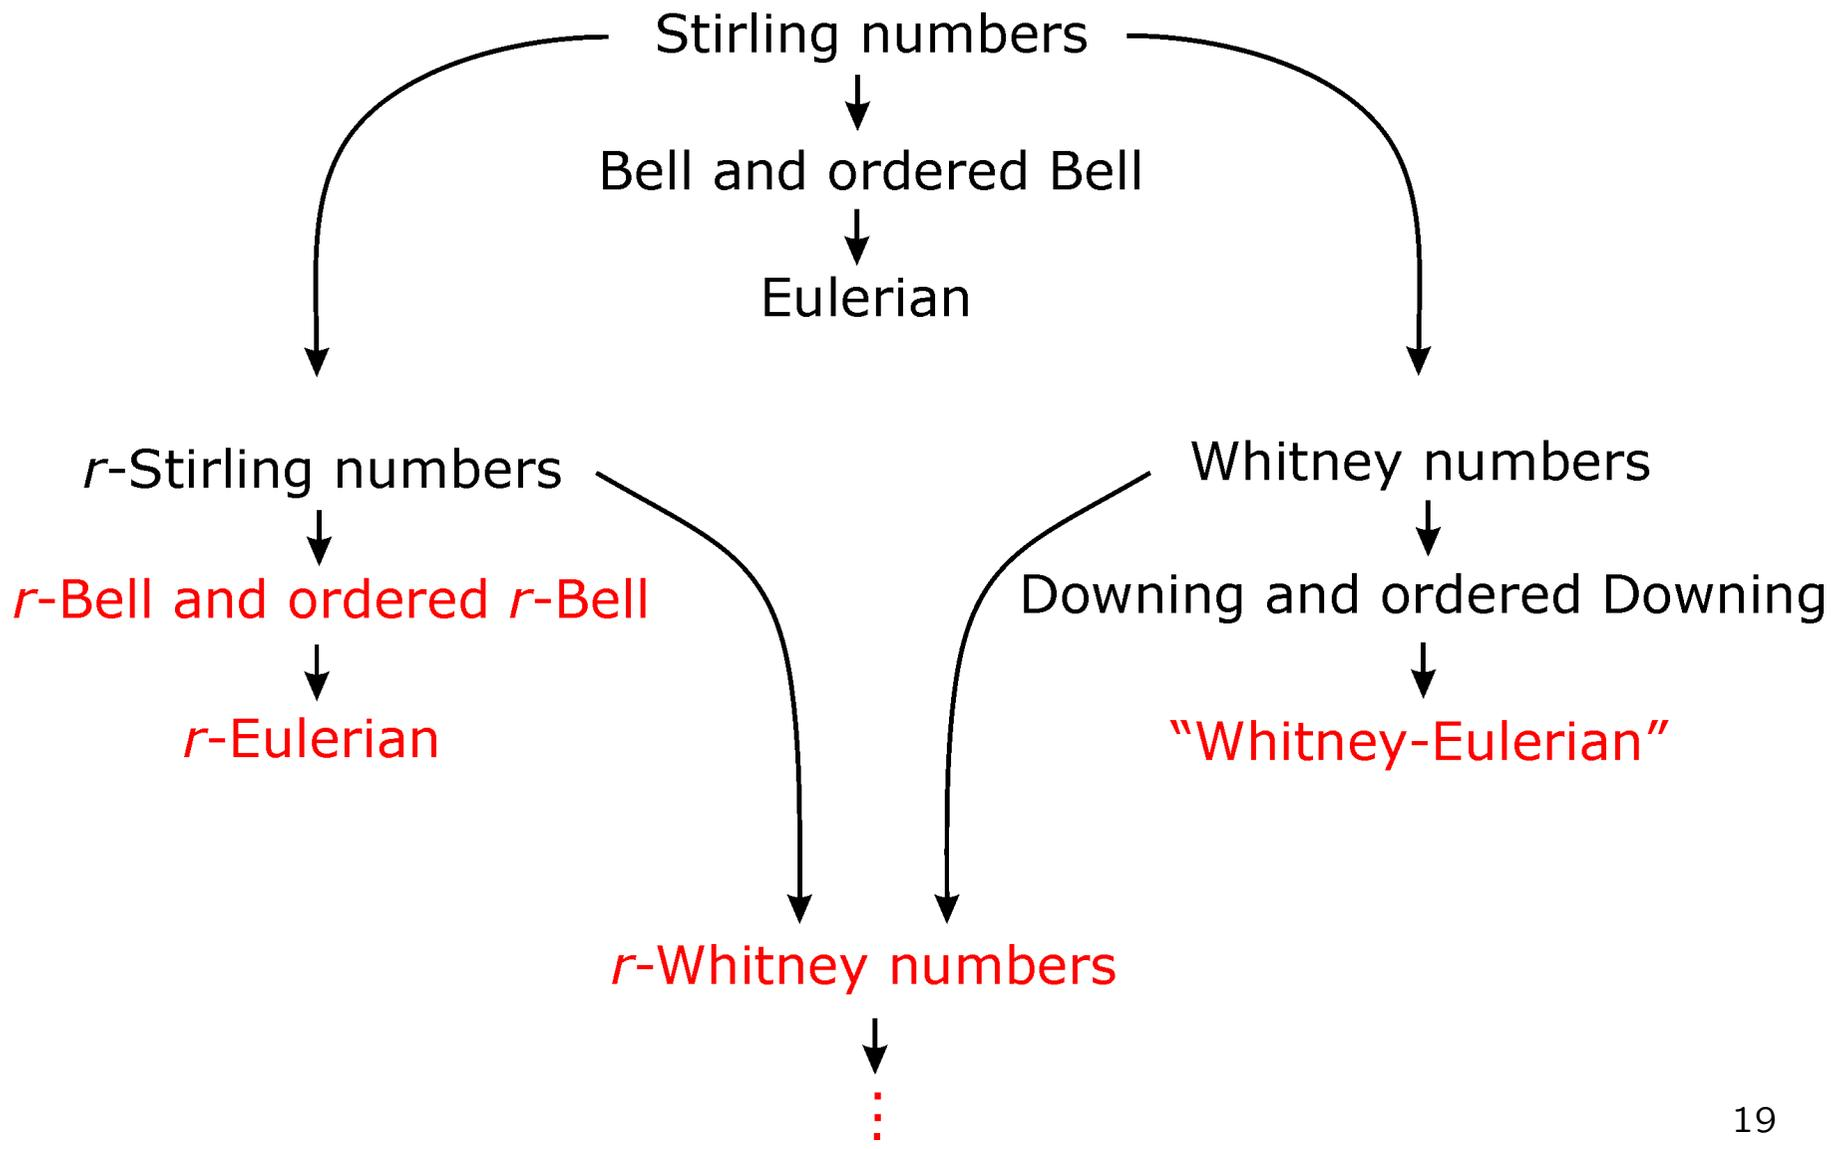 Stirling numbers
Bell and ordered Bell
Eulerian
r-Stirling numbers
r-Bell and ordered r-Bell
r-Eulerian
Whitney numbers
Downing and ordered Downing
“Whitney-Eulerian”
r-Whitney numbers
⋮
19